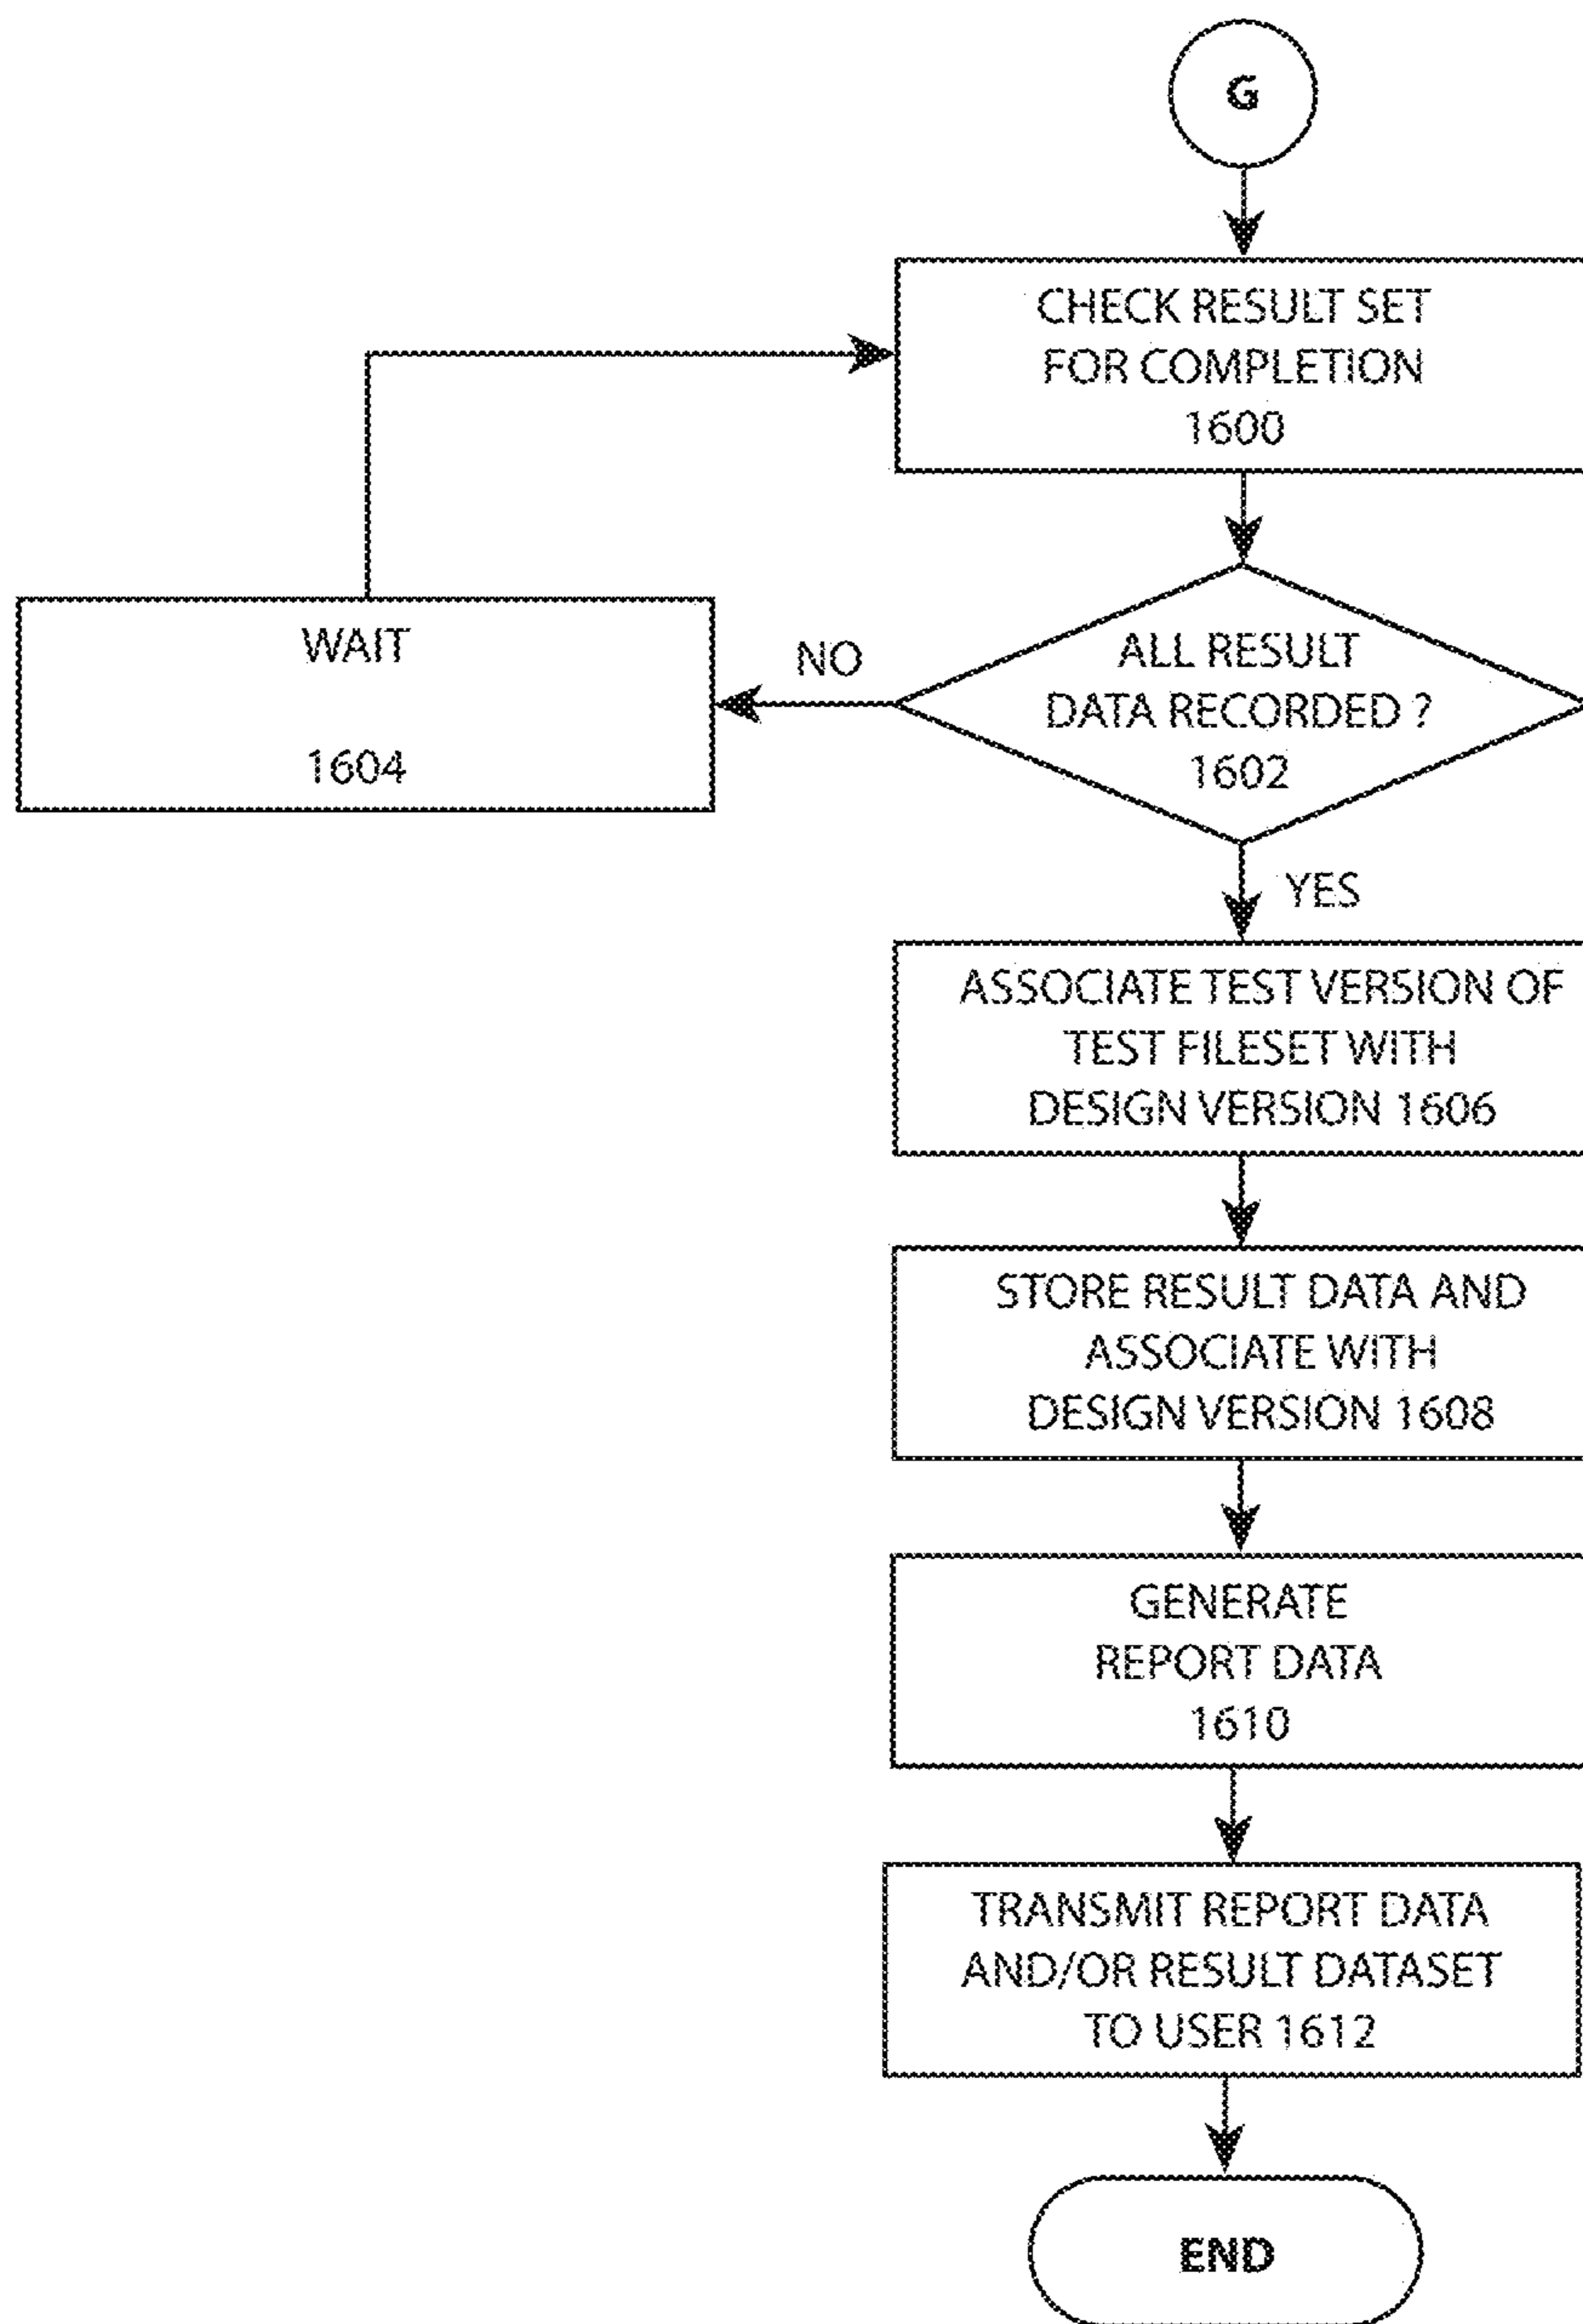 G
CHECK RESULT SET
FOR COMPLETION
1600
WAIT
1604
NO
ALL RESULT
DATA RECORDED ?
1602
YES
ASSOCIATE TEST VERSION OF
TEST FILESET WITH
DESIGN VERSION 1606
STORE RESULT DATA AND
ASSOCIATE WITH
DESIGN VERSION 1608
GENERATE
REPORT DATA
1610
TRANSMIT REPORT DATA
AND/OR RESULT DATASET
TO USER 1612
END